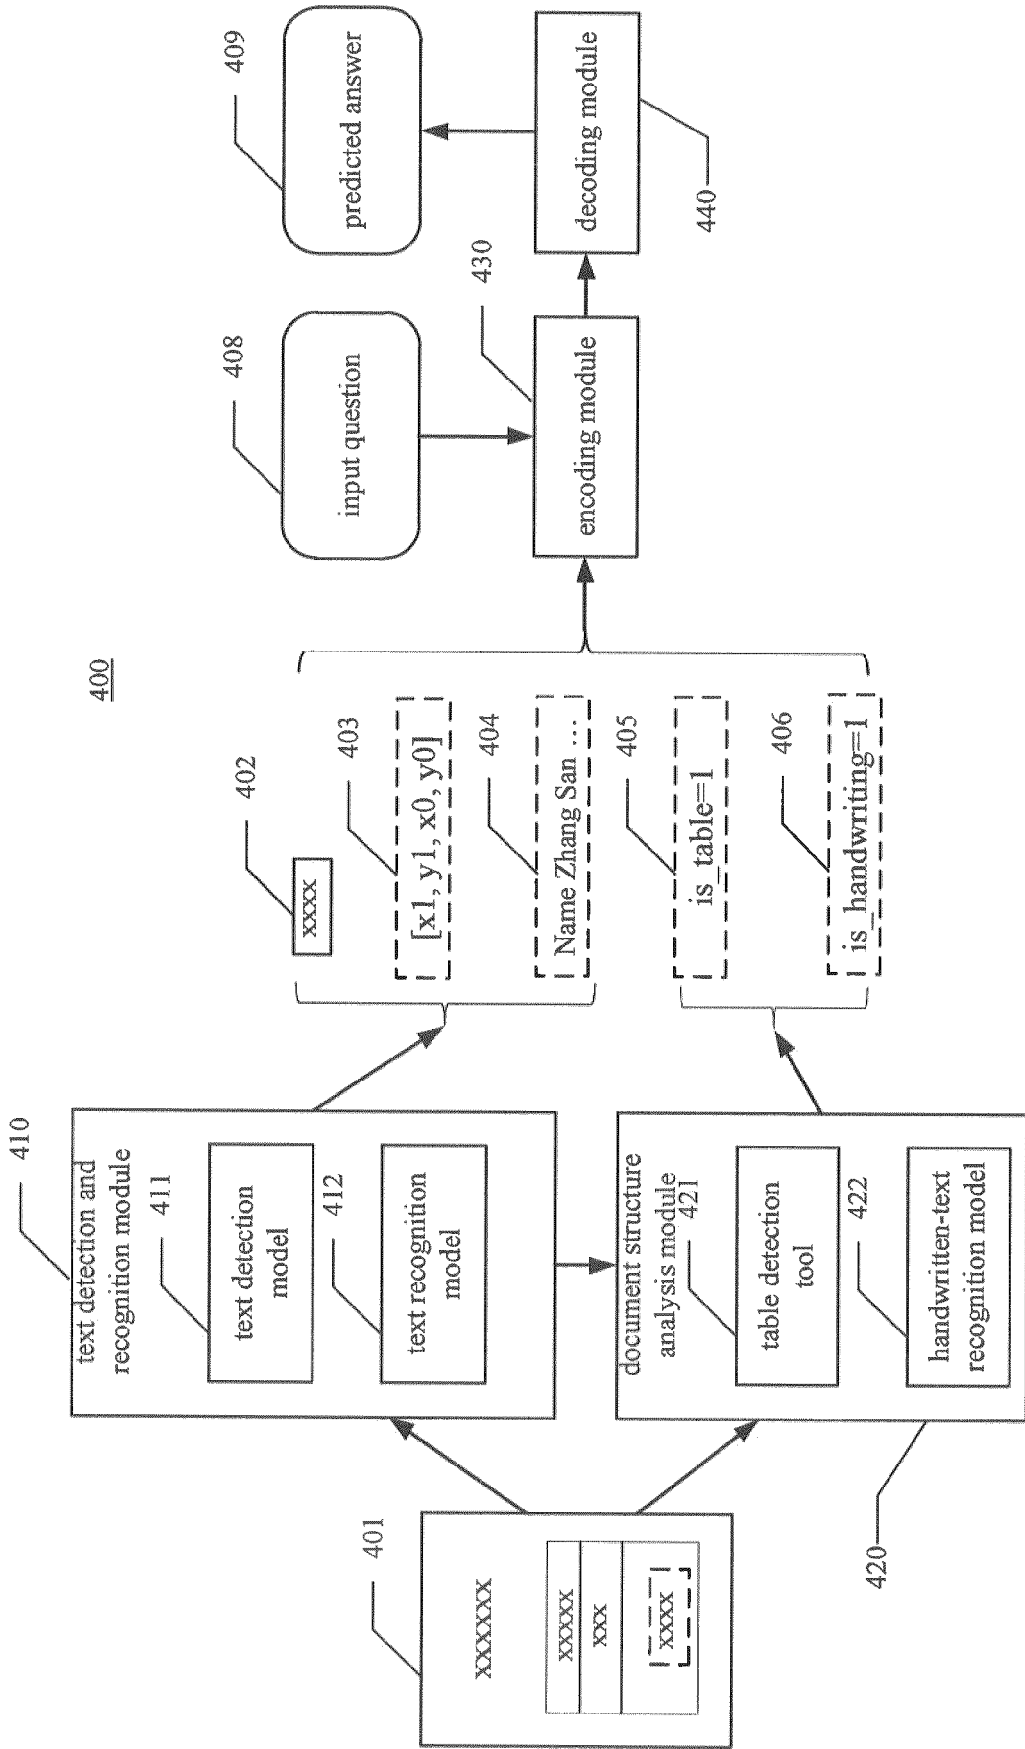 400
401
xxxxxx
xxxxx
xxx
xxxx
410
text detection and
recognition module
411
text detection
model
412
text recognition
model
document structure
analysis module
421
table detection
tool
422
handwritten-text
recognition model
420
402
xxxx
403
[x1, y1, x0, y0]
404
Name Zhang San ...
405
is_table=1
406
is_handwriting=1
408
input question
430
encoding module
409
predicted answer
decoding module
440